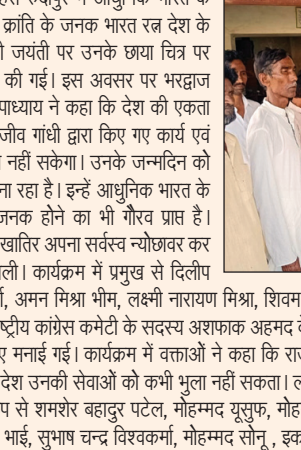 क्रांति के जनक भारत रत्न देश के
जयंती पर उनके छाया चित्र पर
की गई। इस अवसर पर भरद्वाज
पाध्याय ने कहा कि देश की एकता
जीव गांधी द्वारा किए गए कार्य एवं
नहीं सकेगा। उनके जन्मदिन को
ना रहा है। इन्हें आधुनिक भारत के
जनक होने का भी गौरव प्राप्त है।
खातिर अपना सर्वस्व न्योछावर कर
ली। कार्यक्रम में प्रमुख से दिलीप
अमन मिश्रा भीम, लक्ष्मी नारायण मिश्रा, शिवम
ष्ट्रीय कांग्रेस कमेटी के सदस्य अशफाक अहमद
ए मनाई गई। कार्यक्रम में वक्ताओं ने कहा कि रा
देश उनकी सेवाओं को कभी भुला नहीं सकता।
प से शमशेर बहादुर पटेल, मोहम्मद यूसुफ, मोह
भाई, सुभाष चन्द्र विश्वकर्मा, मोहम्मद सोनू , इक